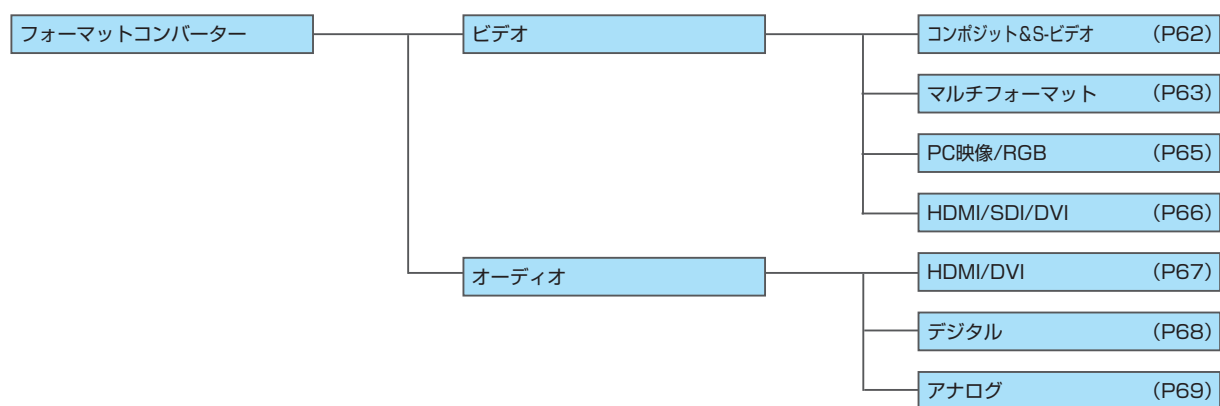 フォーマットコンバーター
ビデオ
コンポジット&S-ビデオ (P62)
マルチフォーマット (P63)
PC映像/RGB (P65)
HDMI/SDI/DVI (P66)
オーディオ
HDMI/DVI (P67)
デジタル (P68)
アナログ (P69)